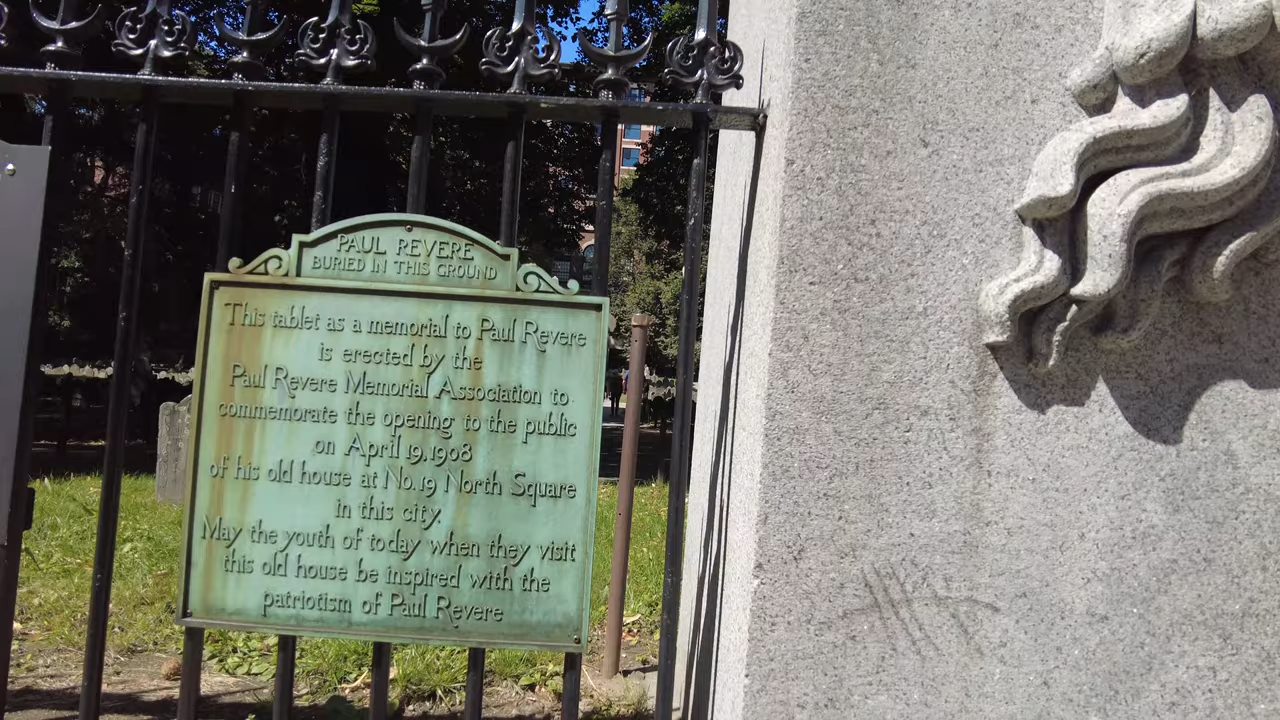 PAUL REVERE
BURIED IN THIS GROUND
This tablet as a memorial to Paul Revere
is erected by the
Paul Revere Memorial Association to
commemorate the opening to the public
on April 19, 1908
of his old house at No. 19 North Square
in this city.
May the youth of today when they visit
this old house be inspired with the
patriotism of Paul Revere